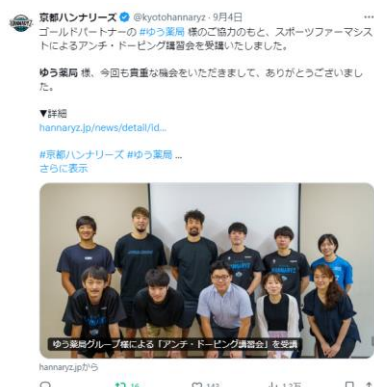 京都ハンナリーズ @kyotohannaryz · 9月4日
ゴールドパートナーの #ゆう薬局 様のご協力のもと、スポーツファーマシス
トによるアンチ・ドーピング講習会を受講いたしました。
ゆう薬局 様、今回も貴重な機会をいただきまして、ありがとうございまし
た。
▼詳細
hannaryz.jp/news/detail/id...
#京都ハンナリーズ #ゆう薬局 ...
さらに表示
ゆう薬局グループ様による「アンチ・ドーピング講習会」を受講
hannaryz.jpから
16 143 1.2万